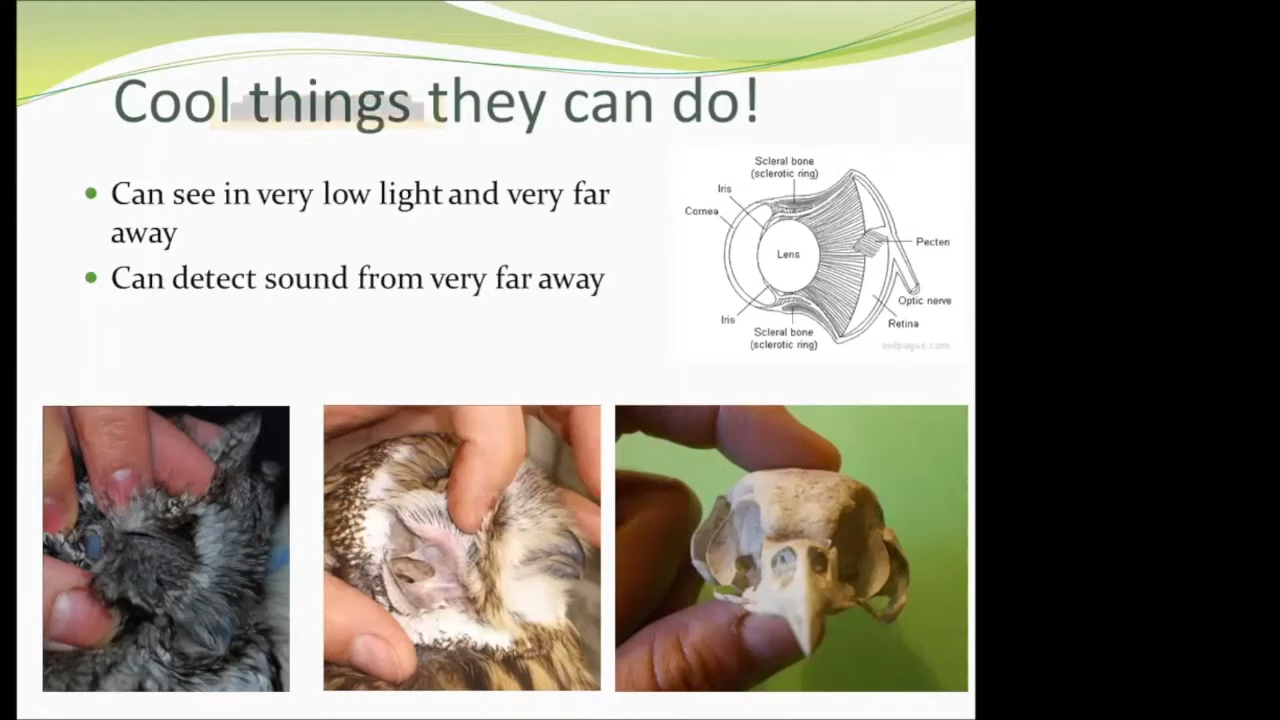 Cool things they can do!
Can see in very low light and very far
away
Can detect sound from very far away
Scleral bone
(sclerotic ring)
Iris
Cornea
Lens
Pecten
Optic nerve
Retina
Iris
Scleral bone
(sclerotic ring)
owlpages.com